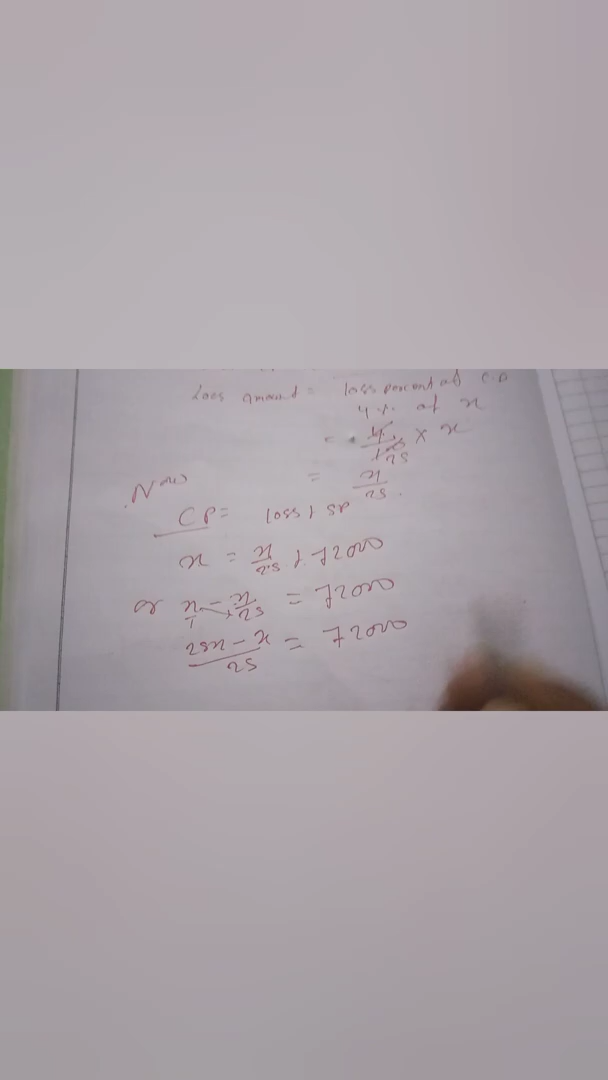 Loss amount = loss percent of C.P
4% of x
= 4/100 25 × x
= x/25.
Now
CP = loss + SP
x = x/25 + 72000
or x/1 - x/25 = 72000
25x - x/25 = 72000